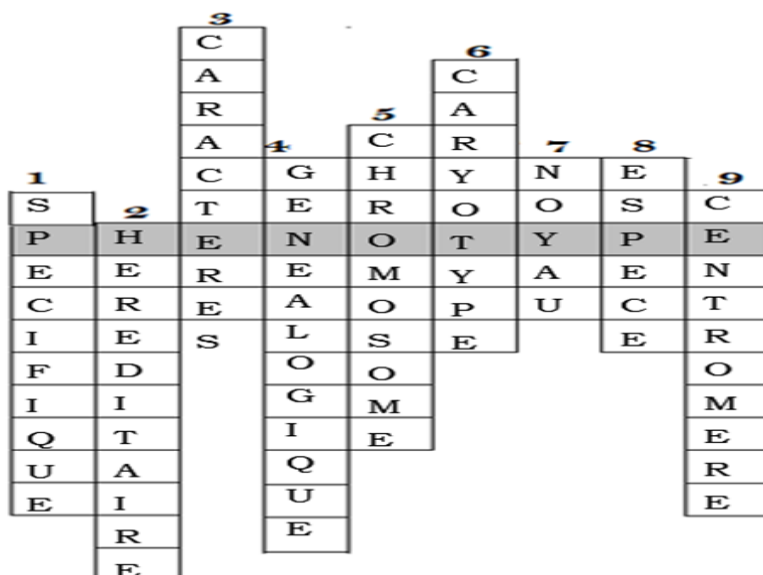 1 SPECIFIQUE
2 HEREDITAIRE
3 CARACTERES
4 GENEALOGIQUE
5 CHROMOSOME
6 CARYOTYPE
7 NOYAU
8 ESPECE
9 CENTROMERE